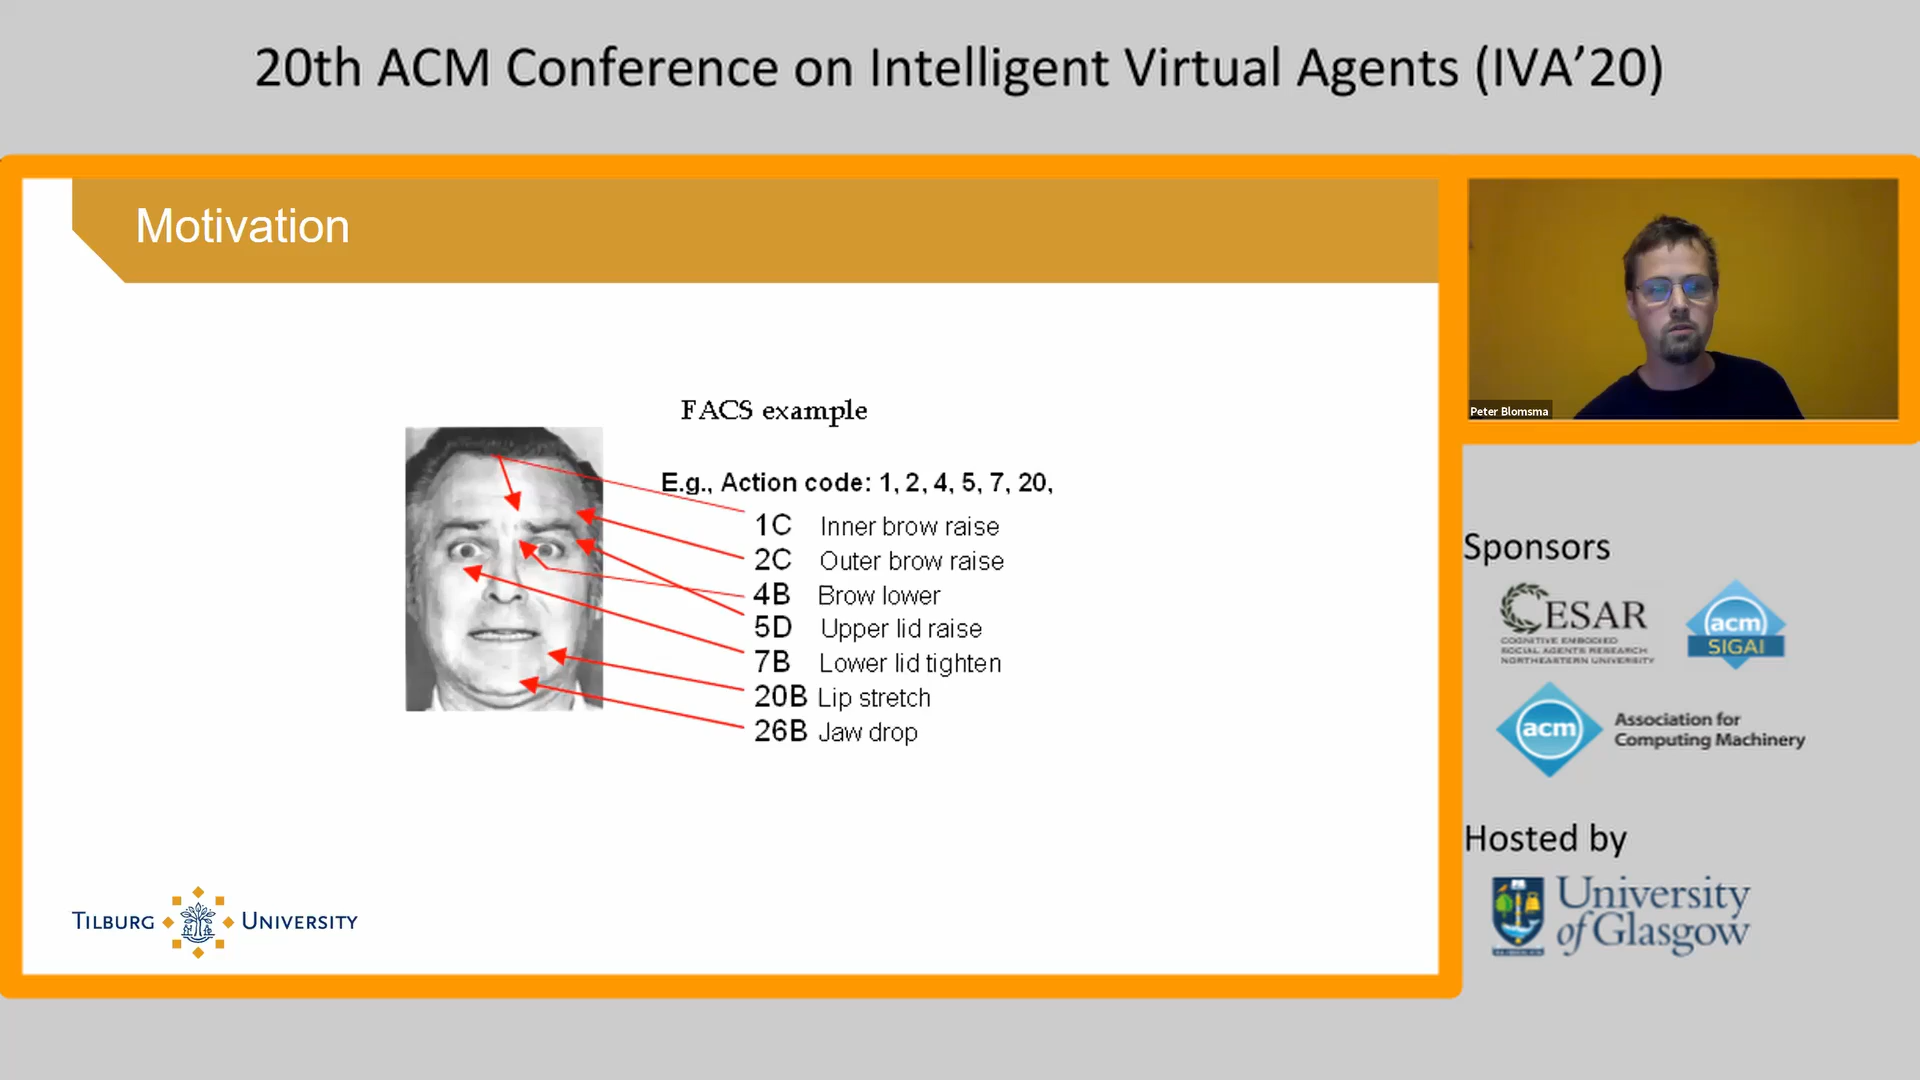 20th ACM Conference on Intelligent Virtual Agents (IVA’20)
Motivation
FACS example
E.g., Action code: 1, 2, 4, 5, 7, 20,
1C Inner brow raise
2C Outer brow raise
4B Brow lower
5D Upper lid raise
7B Lower lid tighten
20B Lip stretch
26B Jaw drop
TILBURG UNIVERSITY
Peter Blomsma
Sponsors
CESAR
COGNITIVE EMBODIED
SOCIAL AGENTS RESEARCH
NORTHEASTERN UNIVERSITY
acm
SIGAI
acm
Association for
Computing Machinery
Hosted by
University
of Glasgow